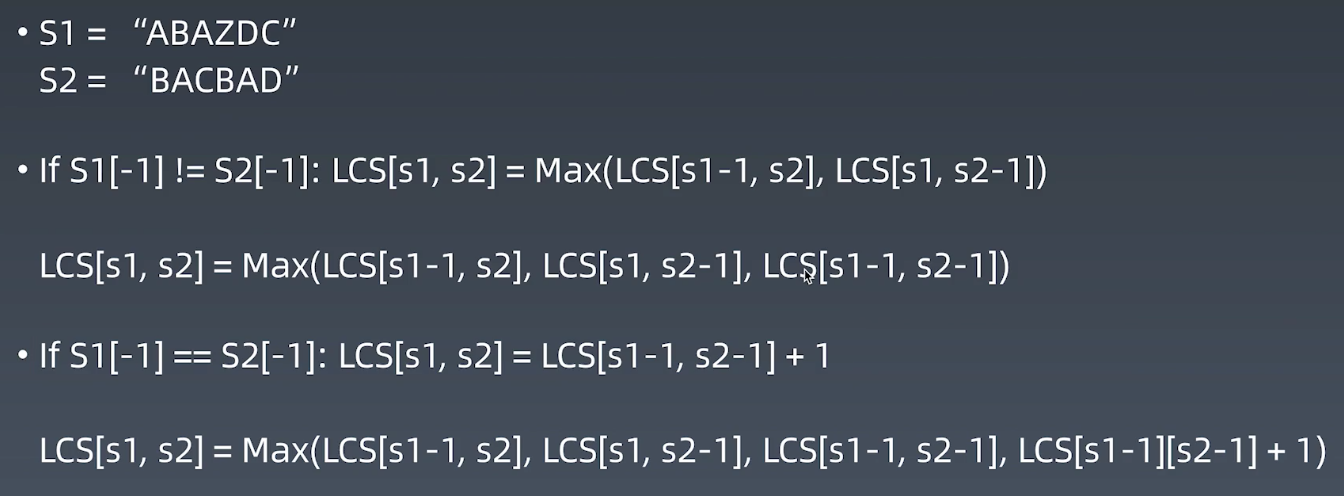 • S1 = “ABAZDC”
S2 = “BACBAD”
• If S1[-1] != S2[-1]: LCS[s1, s2] = Max(LCS[s1-1, s2], LCS[s1, s2-1])
LCS[s1, s2] = Max(LCS[s1-1, s2], LCS[s1, s2-1], LCS[s1-1, s2-1])
• If S1[-1] == S2[-1]: LCS[s1, s2] = LCS[s1-1, s2-1] + 1
LCS[s1, s2] = Max(LCS[s1-1, s2], LCS[s1, s2-1], LCS[s1-1, s2-1], LCS[s1-1][s2-1] + 1)